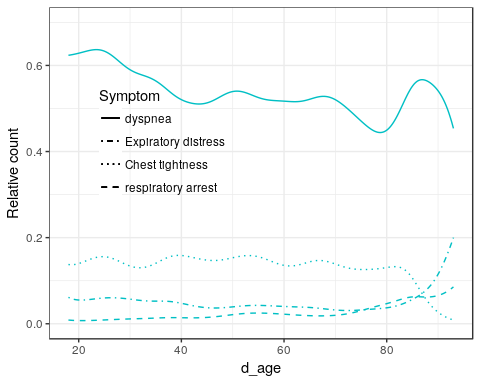 0.6
0.4
0.2
0.0
Relative count
Symptom
dyspnea
Expiratory distress
Chest tightness
respiratory arrest
20 40 60 80
d_age